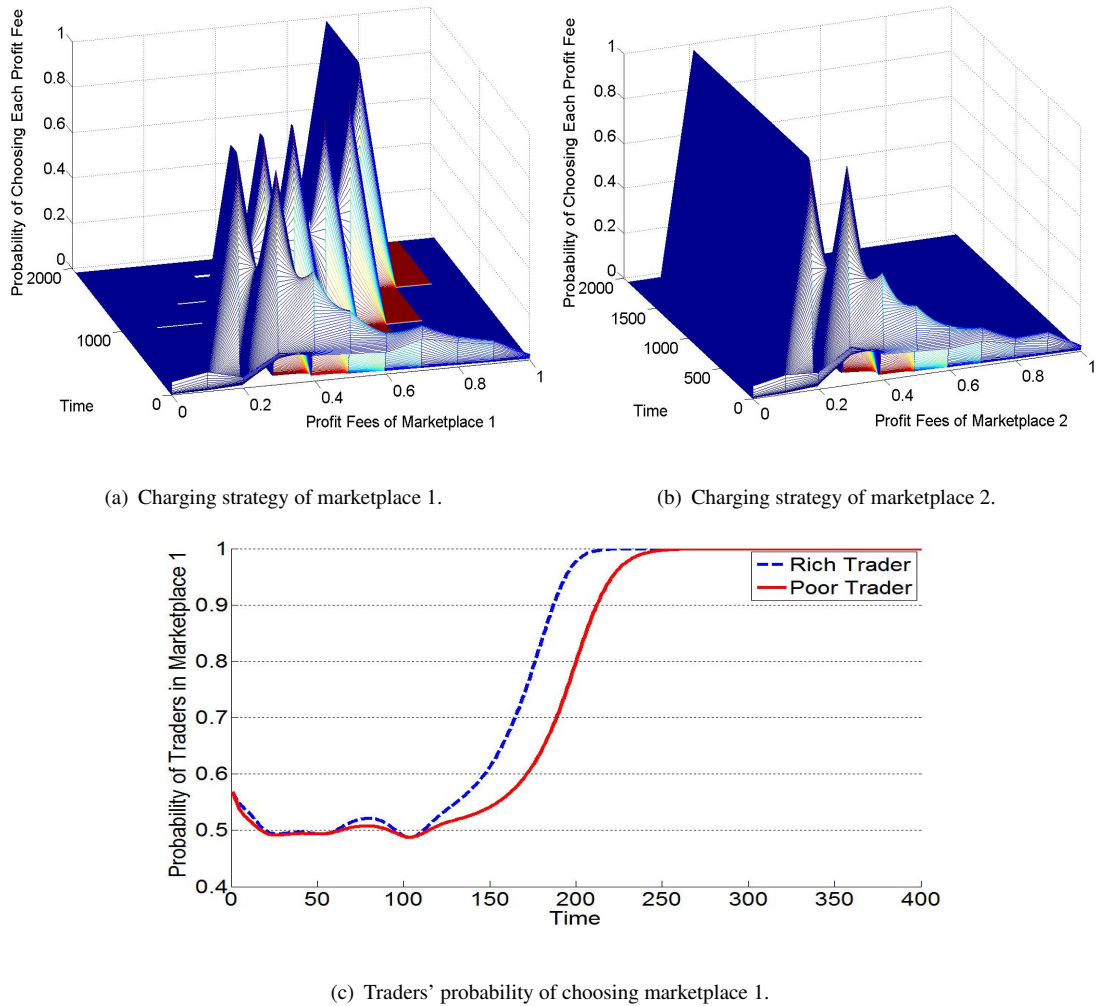 Probability of Choosing Each Profit Fee
1
0.8
0.6
0.4
0.2
0
2000
1000
0
Time
0
0.2
0.4
0.6
0.8
1
Profit Fees of Marketplace 1
Probability of Choosing Each Profit Fee
1
0.8
0.6
0.4
0.2
0
2000
1500
1000
500
0
Time
0
0.2
0.4
0.6
0.8
1
Profit Fees of Marketplace 2
(a) Charging strategy of marketplace 1.
(b) Charging strategy of marketplace 2.
Probability of Traders in Marketplace 1
1
0.9
0.8
0.7
0.6
0.5
0.4
Rich Trader
Poor Trader
0 50 100 150 200 250 300 350 400
Time
(c) Traders' probability of choosing marketplace 1.